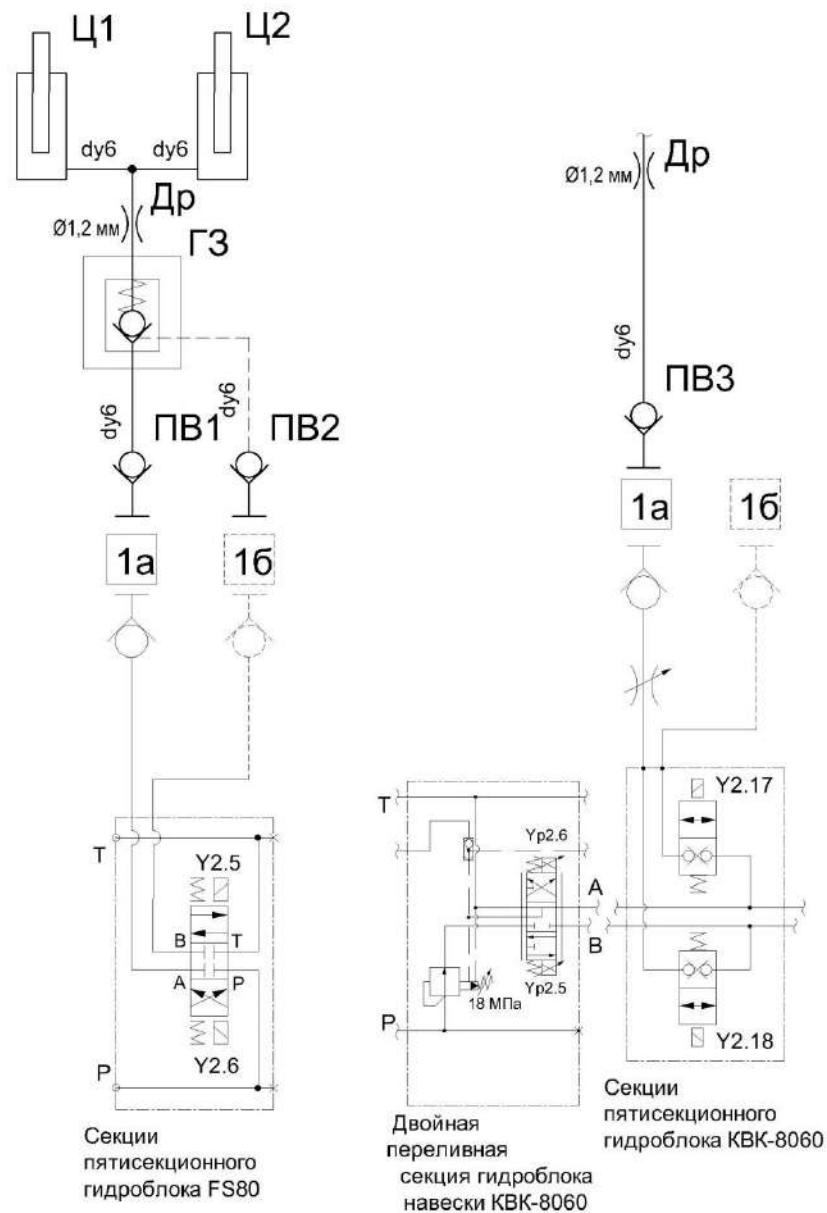 Ц1
Ц2
dy6
dy6
Др
Ø1,2 мм
ГЗ
dy6
dy6
ПВ1
ПВ2
1а
1б
Т
Y2.5
В
Т
А
Р
Y2.6
Р
Секции
пятисекционного
гидроблока FS80
Др
Ø1,2 мм
dy6
ПВ3
1а
1б
Т
Yp2.6
А
В
Yp2.5
18 МПа
Р
Двойная
переливная
секция гидроблока
навески КВК-8060
Y2.17
Y2.18
Секции
пятисекционного
гидроблока КВК-8060